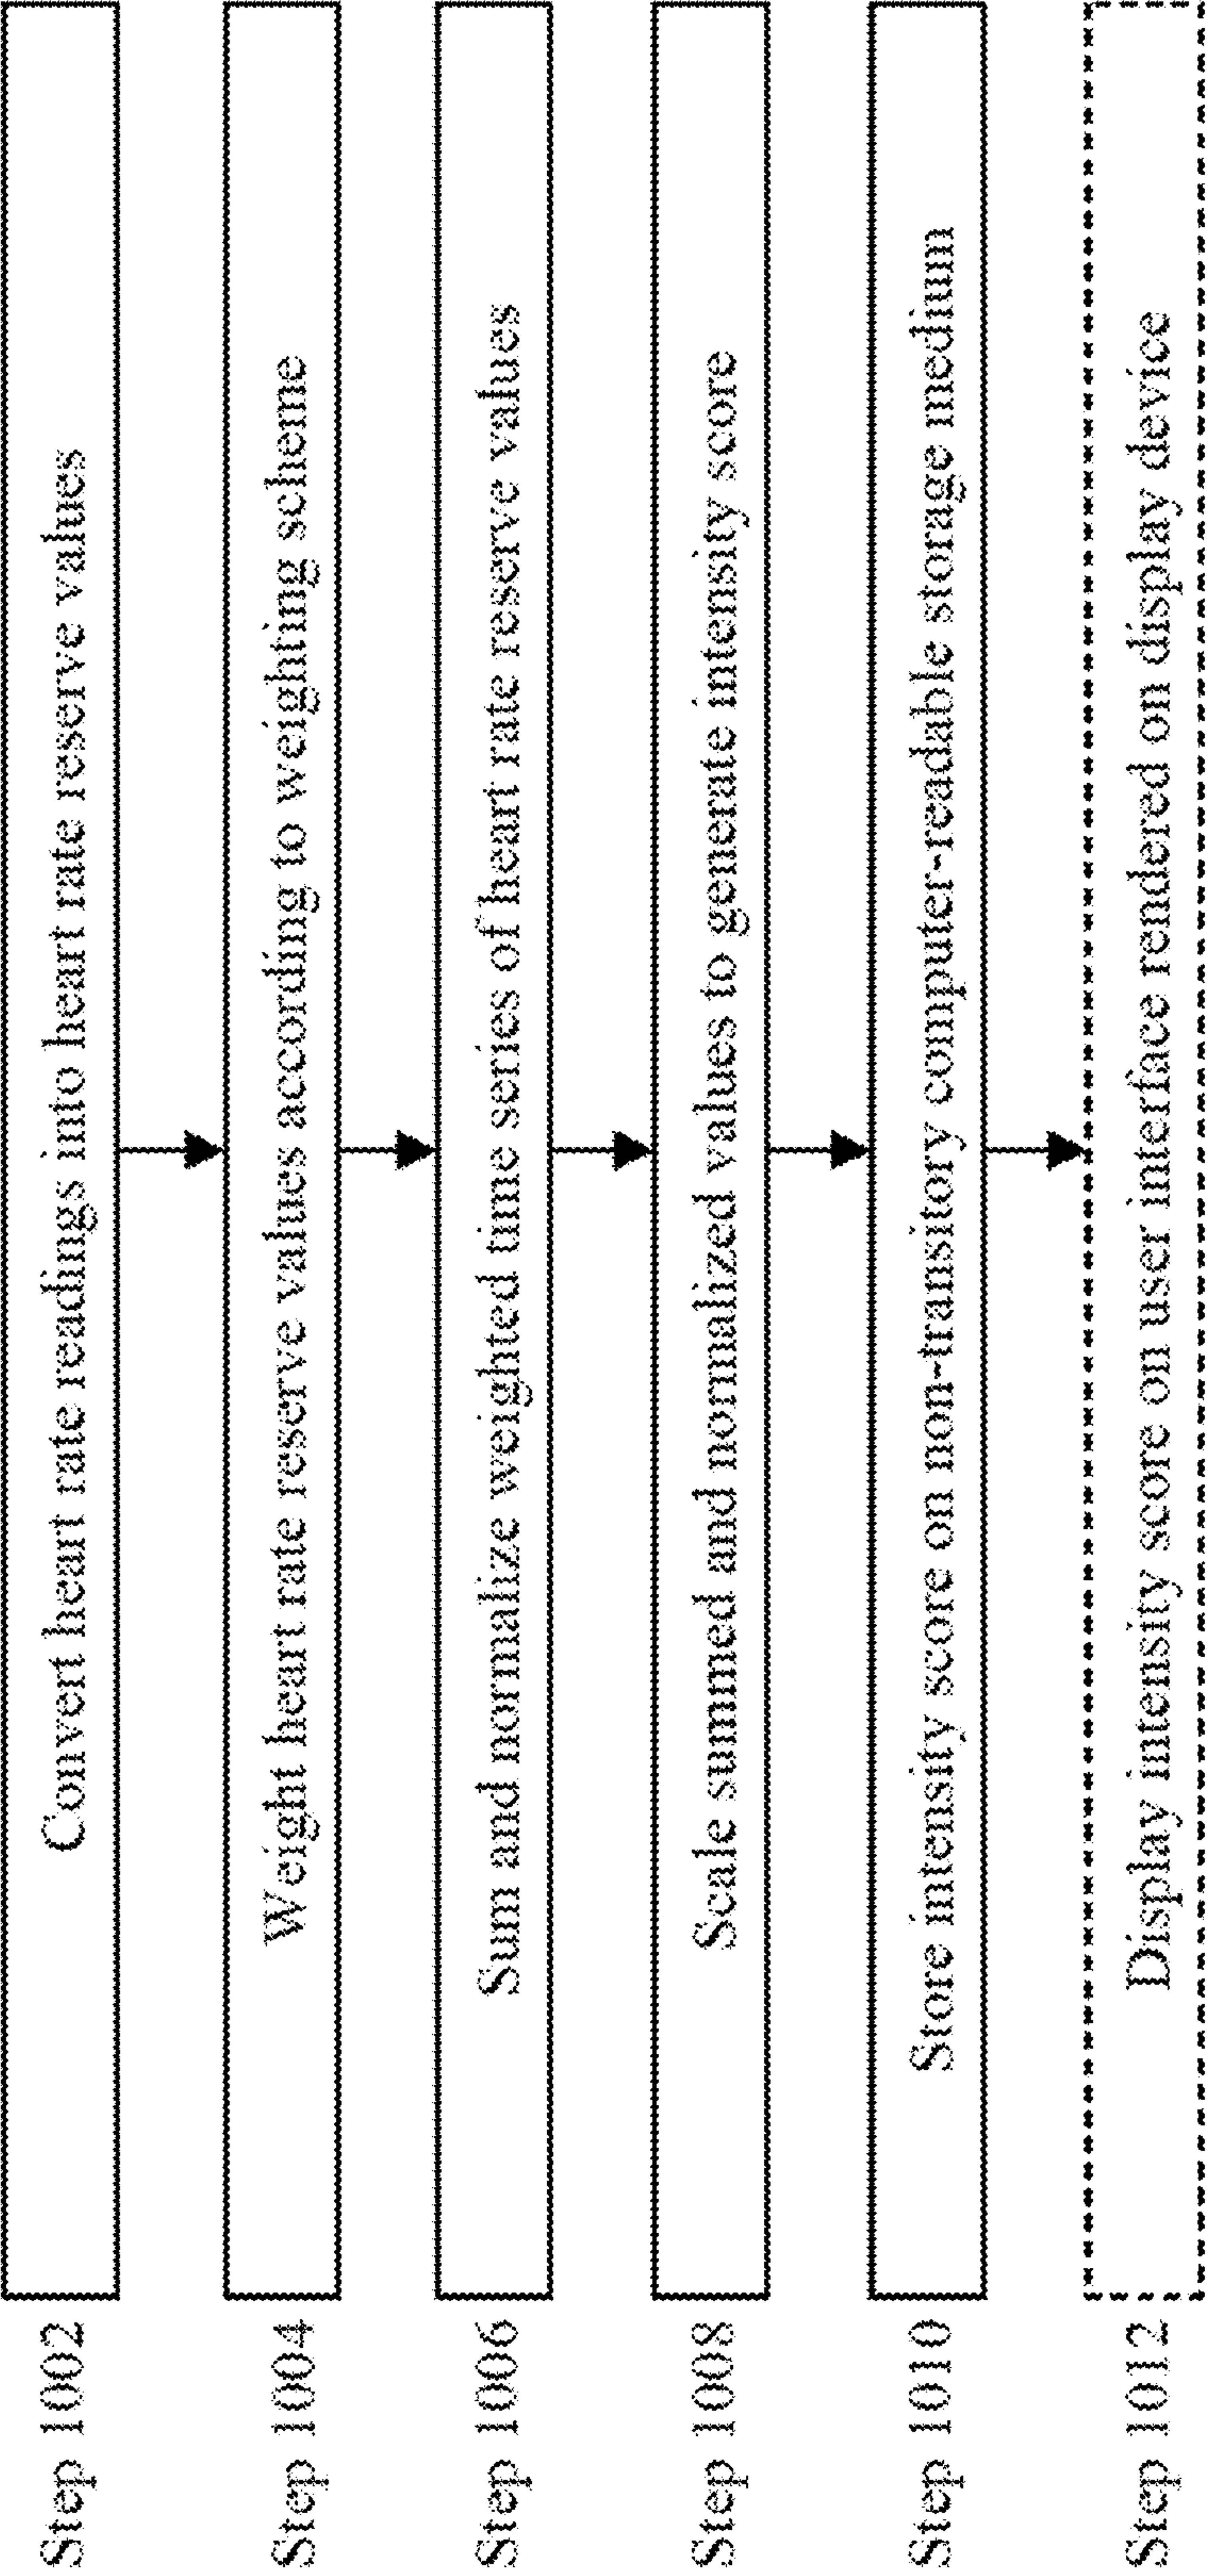 Step 1002 Convert heart rate readings into heart rate reserve values
Step 1004 Weight heart rate reserve values according to weighting scheme
Step 1006 Sum and normalize weighted time series of heart rate reserve values
Step 1008 Scale summed and normalized values to generate intensity score
Step 1010 Store intensity score on non-transitory computer-readable storage medium
Step 1012 Display intensity score on user interface rendered on display device